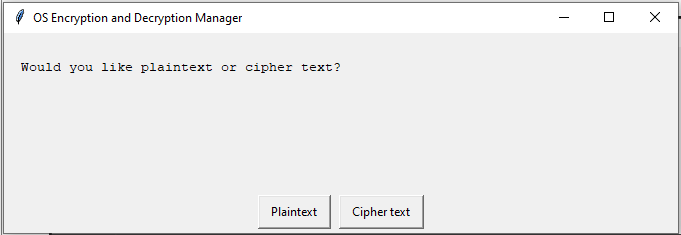 OS Encryption and Decryption Manager
Would you like plaintext or cipher text?
Plaintext
Cipher text